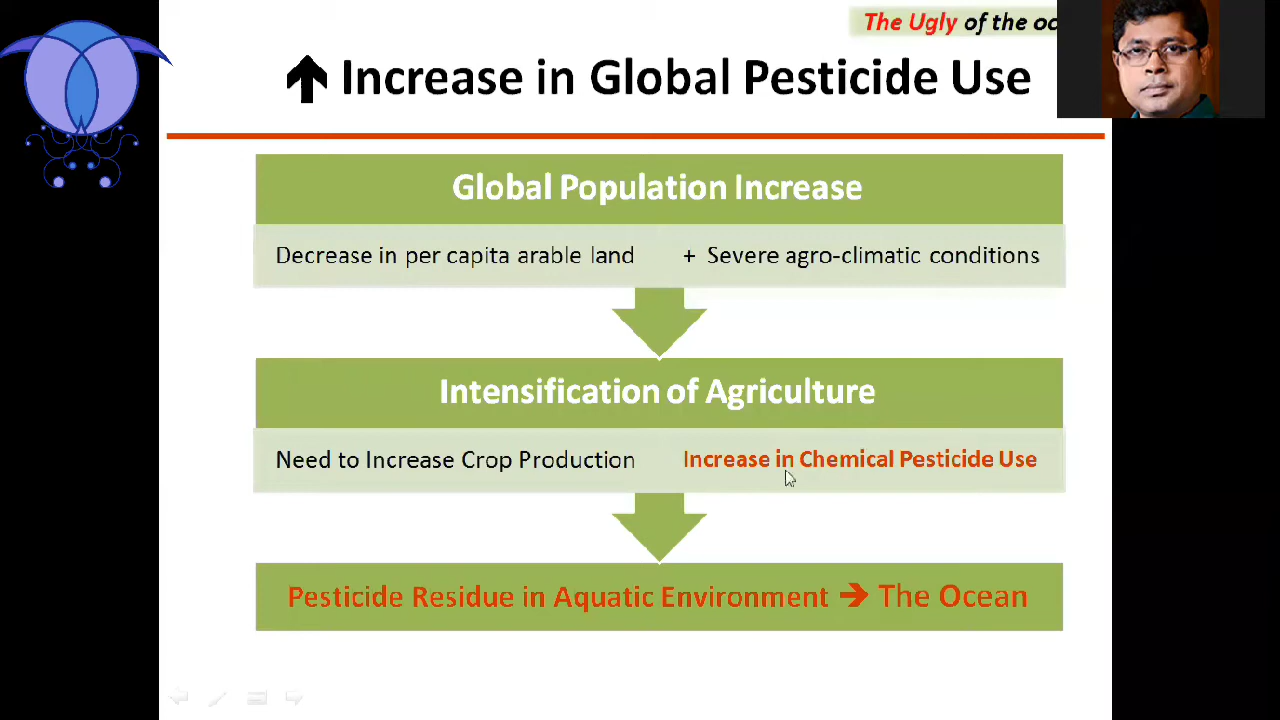 The Ugly of the oc
↑ Increase in Global Pesticide Use
Global Population Increase
Decrease in per capita arable land + Severe agro-climatic conditions
Intensification of Agriculture
Need to Increase Crop Production Increase in Chemical Pesticide Use
Pesticide Residue in Aquatic Environment → The Ocean